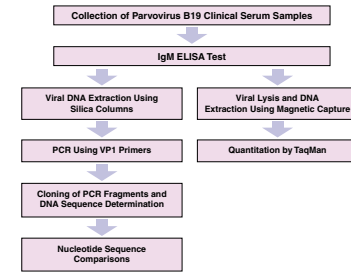 Collection of Parvovirus B19 Clinical Serum Samples
IgM ELISA Test
Viral DNA Extraction Using
Silica Columns
Viral Lysis and DNA
Extraction Using Magnetic Capture
PCR Using VP1 Primers
Quantitation by TaqMan
Cloning of PCR Fragments and
DNA Sequence Determination
Nucleotide Sequence
Comparisons